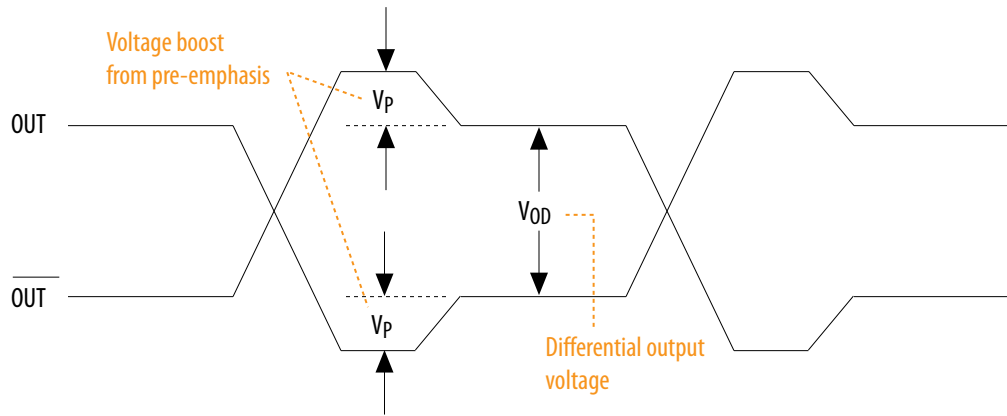 Voltage boost
from pre-emphasis
VP
OUT
VOD
OUT
VP
Differential output
voltage